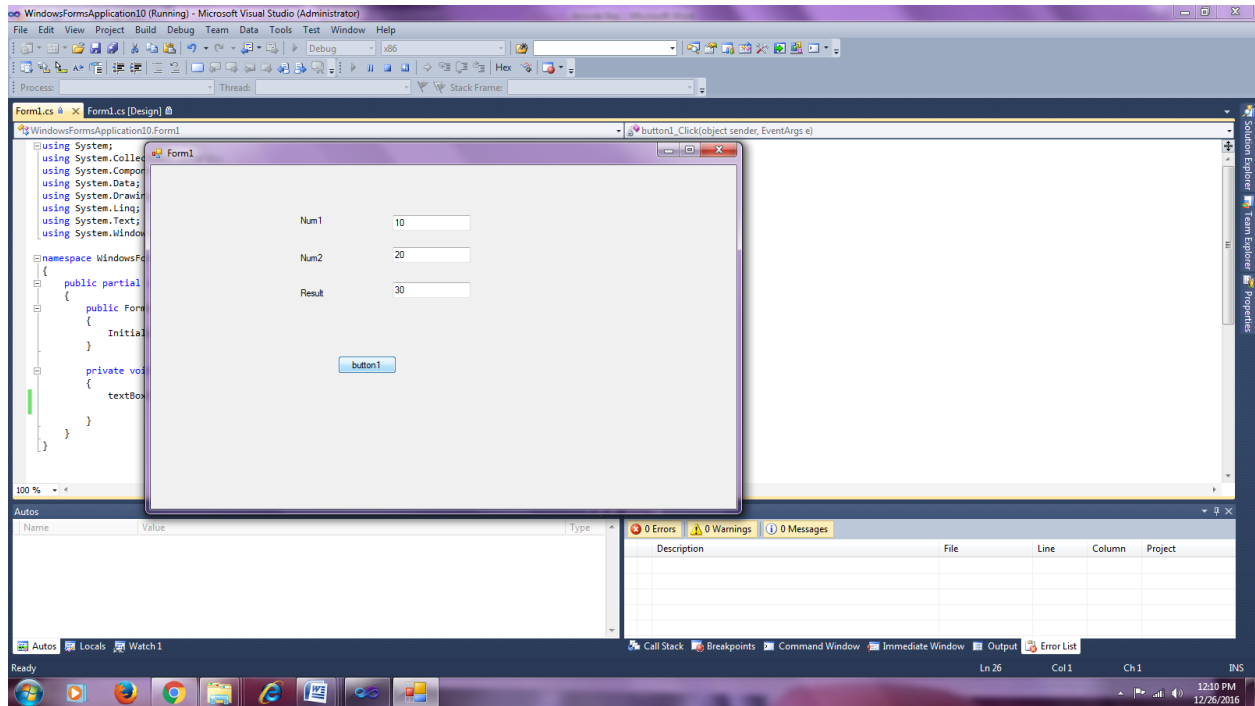 WindowsFormsApplication10 (Running) - Microsoft Visual Studio (Administrator)
File Edit View Project Build Debug Team Data Tools Test Window Help
Debug x86
Hex
Process: Thread: Stack Frame:
Form1.cs Form1.cs [Design]
WindowsFormsApplication10.Form1 button1_Click(object sender, EventArgs e)
using System;
using System.Collec
using System.Compon
using System.Data;
using System.Drawin
using System.Linq;
using System.Text;
using System.Window
namespace WindowsFo
{
public partial
{
public Form
{
Initial
}
private voi
{
textBox
}
}
}
Form1
Num1 10
Num2 20
Result 30
button1
Solution Explorer
Team Explorer
Properties
100 %
Autos
Name Value Type
0 Errors 0 Warnings 0 Messages
Description File Line Column Project
Autos Locals Watch 1
Call Stack Breakpoints Command Window Immediate Window Output Error List
Ready Ln 26 Col 1 Ch 1 INS
12:10 PM
12/26/2016